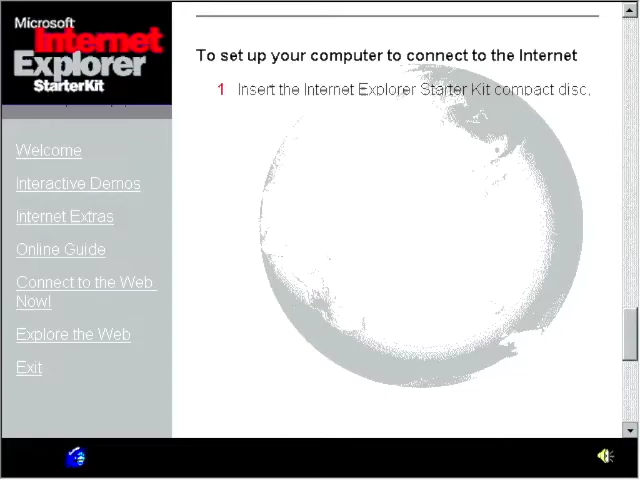 Microsoft
Internet
Explorer
StarterKit
Welcome
Interactive Demos
Internet Extras
Online Guide
Connect to the Web
Now!
Explore the Web
Exit
To set up your computer to connect to the Internet
1 Insert the Internet Explorer Starter Kit compact disc.